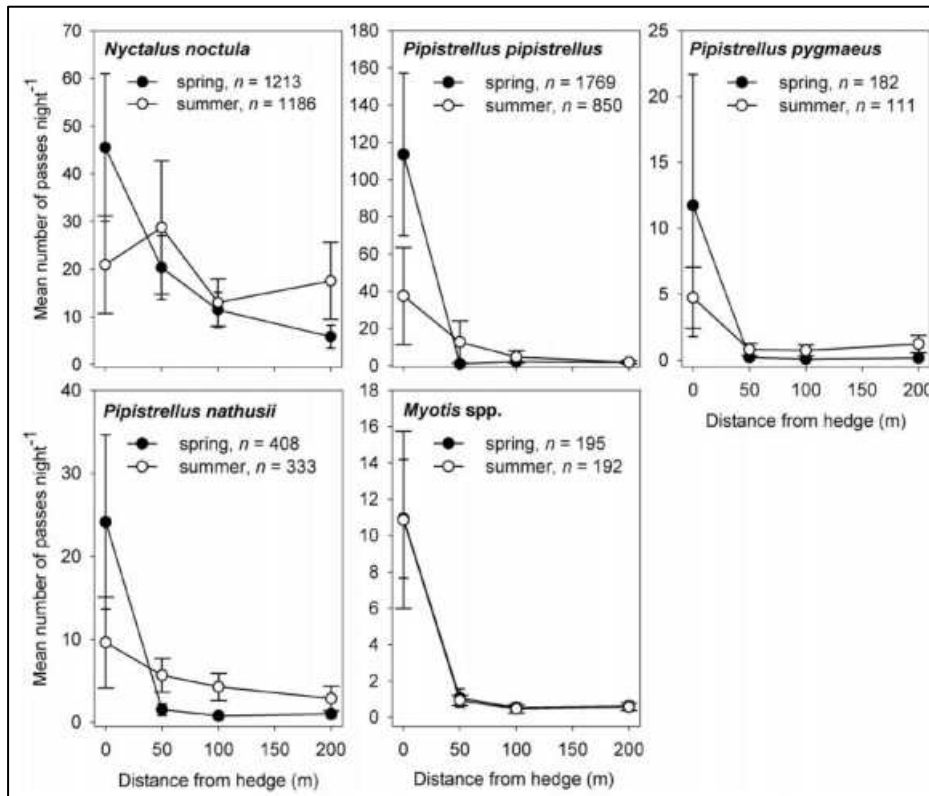 Nyctalus noctula
spring, n = 1213
summer, n = 1186
70
60
50
40
30
20
10
0
Mean number of passes night⁻¹
Pipistrellus pipistrellus
spring, n = 1769
summer, n = 850
180
160
140
120
100
80
60
40
20
0
Pipistrellus pygmaeus
spring, n = 182
summer, n = 111
25
20
15
10
5
0
0 50 100 150 200
Distance from hedge (m)
Pipistrellus nathusii
spring, n = 408
summer, n = 333
40
30
20
10
0
Mean number of passes night⁻¹
0 50 100 150 200
Distance from hedge (m)
Myotis spp.
spring, n = 195
summer, n = 192
18
16
14
12
10
8
6
4
2
0
0 50 100 150 200
Distance from hedge (m)